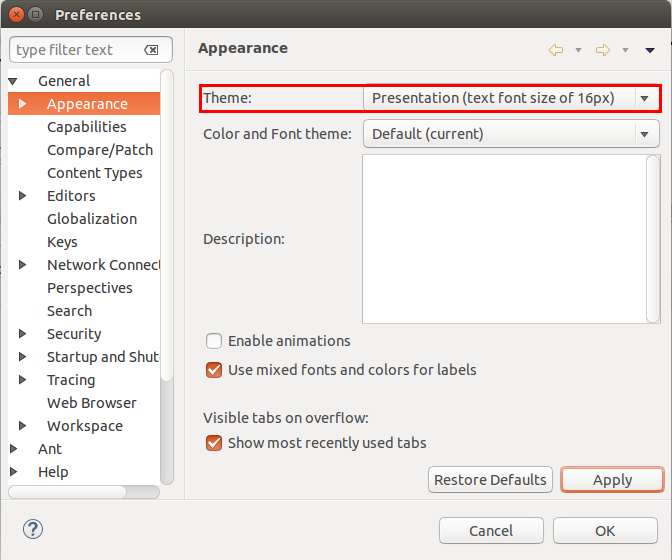 Preferences
type filter text
General
Appearance
Capabilities
Compare/Patch
Content Types
Editors
Globalization
Keys
Network Connect
Perspectives
Search
Security
Startup and Shut
Tracing
Web Browser
Workspace
Ant
Help
Appearance
Theme: Presentation (text font size of 16px)
Color and Font theme: Default (current)
Description:
Enable animations
Use mixed fonts and colors for labels
Visible tabs on overflow:
Show most recently used tabs
Restore Defaults Apply
? Cancel OK